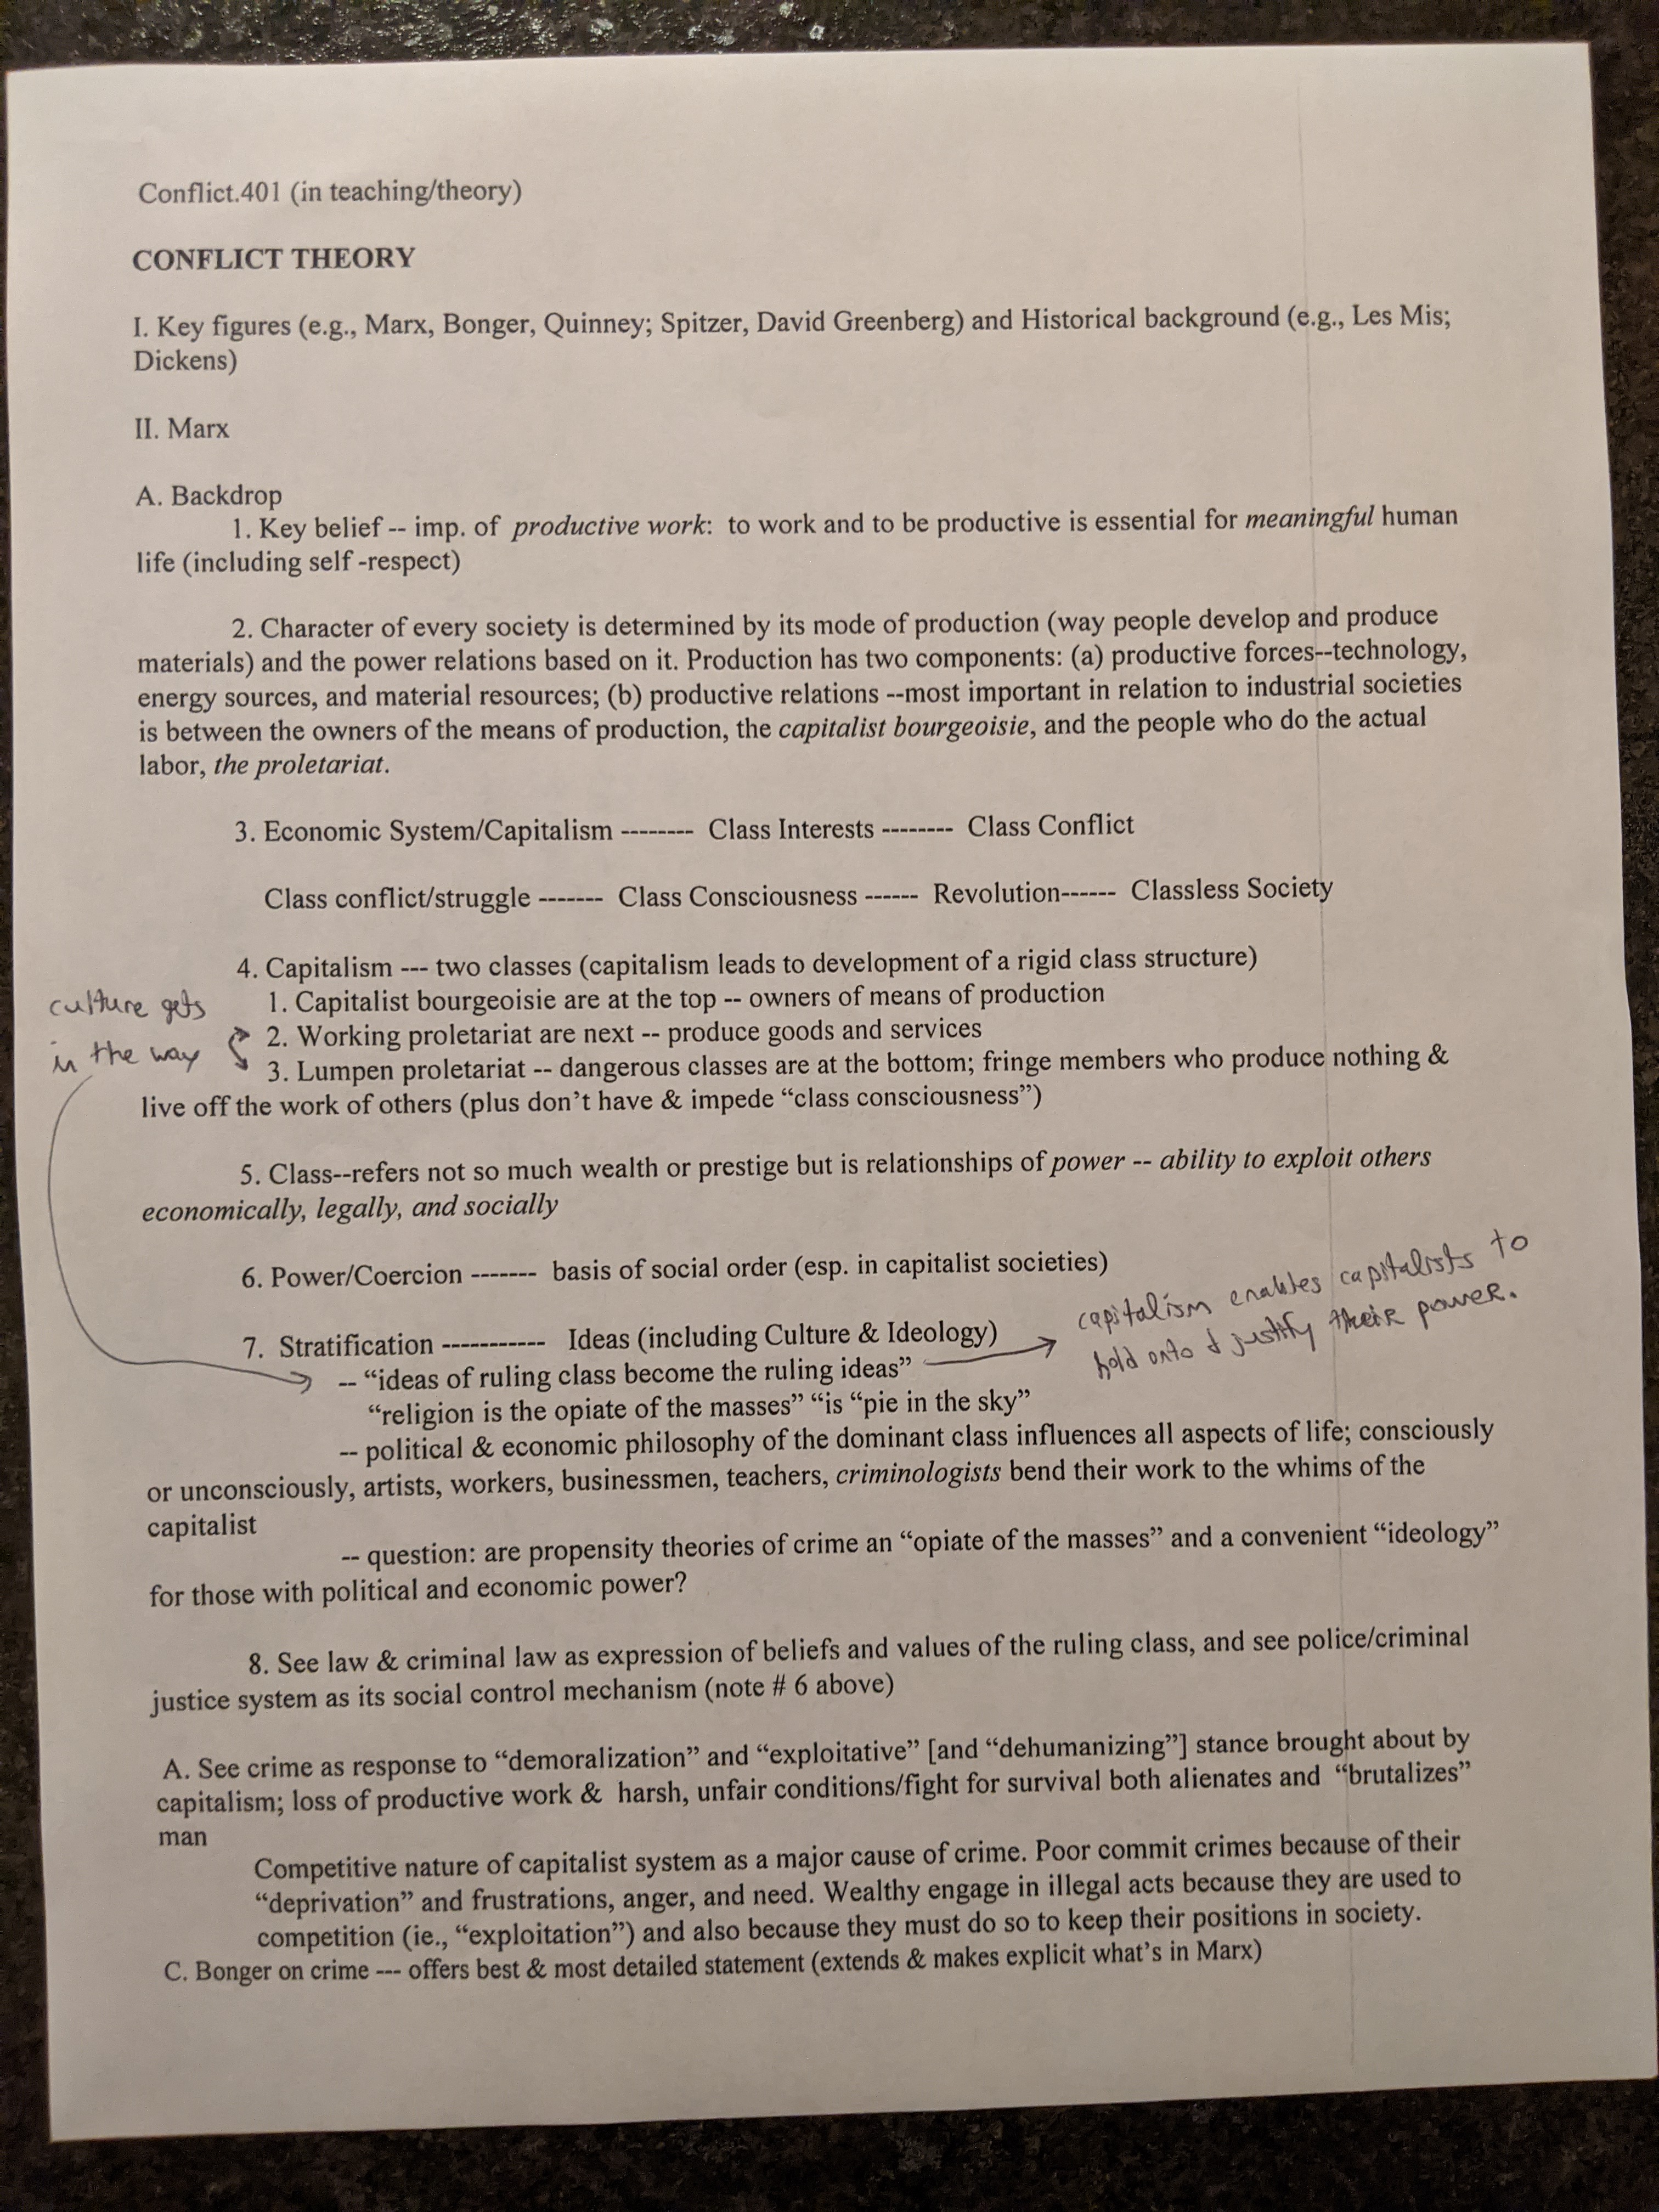 Conflict.401 (in teaching/theory)
CONFLICT THEORY
I. Key figures (e.g., Marx, Bonger, Quinney; Spitzer, David Greenberg) and Historical background (e.g., Les Mis;
Dickens)
II. Marx
A. Backdrop
1. Key belief -- imp. of productive work: to work and to be productive is essential for meaningful human
life (including self -respect)
2. Character of every society is determined by its mode of production (way people develop and produce
materials) and the power relations based on it. Production has two components: (a) productive forces--technology,
energy sources, and material resources; (b) productive relations --most important in relation to industrial societies
is between the owners of the means of production, the capitalist bourgeoisie, and the people who do the actual
labor, the proletariat.
3. Economic System/Capitalism -------- Class Interests -------- Class Conflict
Class conflict/struggle ------- Class Consciousness ------ Revolution------ Classless Society
4. Capitalism --- two classes (capitalism leads to development of a rigid class structure)
1. Capitalist bourgeoisie are at the top -- owners of means of production
culture gets
in the way
2. Working proletariat are next -- produce goods and services
3. Lumpen proletariat -- dangerous classes are at the bottom; fringe members who produce nothing &
live off the work of others (plus don’t have & impede “class consciousness”)
5. Class--refers not so much wealth or prestige but is relationships of power -- ability to exploit others
economically, legally, and socially
6. Power/Coercion ------- basis of social order (esp. in capitalist societies)
7. Stratification ----------- Ideas (including Culture & Ideology)
-- “ideas of ruling class become the ruling ideas”
capitalism enables capitalists to
hold onto & justify their power.
“religion is the opiate of the masses” “is “pie in the sky”
-- political & economic philosophy of the dominant class influences all aspects of life; consciously
or unconsciously, artists, workers, businessmen, teachers, criminologists bend their work to the whims of the
capitalist
-- question: are propensity theories of crime an “opiate of the masses” and a convenient “ideology”
for those with political and economic power?
8. See law & criminal law as expression of beliefs and values of the ruling class, and see police/criminal
justice system as its social control mechanism (note # 6 above)
A. See crime as response to “demoralization” and “exploitative” [and “dehumanizing”] stance brought about by
capitalism; loss of productive work & harsh, unfair conditions/fight for survival both alienates and “brutalizes”
man
Competitive nature of capitalist system as a major cause of crime. Poor commit crimes because of their
“deprivation” and frustrations, anger, and need. Wealthy engage in illegal acts because they are used to
competition (ie., “exploitation”) and also because they must do so to keep their positions in society.
C. Bonger on crime --- offers best & most detailed statement (extends & makes explicit what’s in Marx)